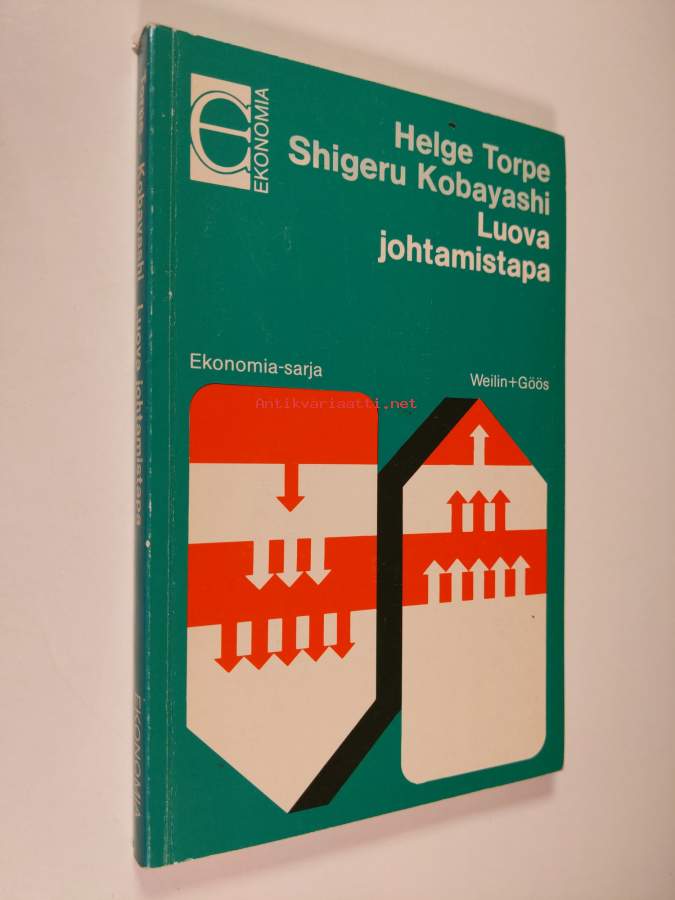 EKONOMIA
Helge Torpe
Shigeru Kobayashi
Luova
johtamistapa
Ekonomia-sarja
Weilin+Göös
Antikvariaatti.net
Torpe - Kobayashi Luova johtamistapa
EKONOMIA